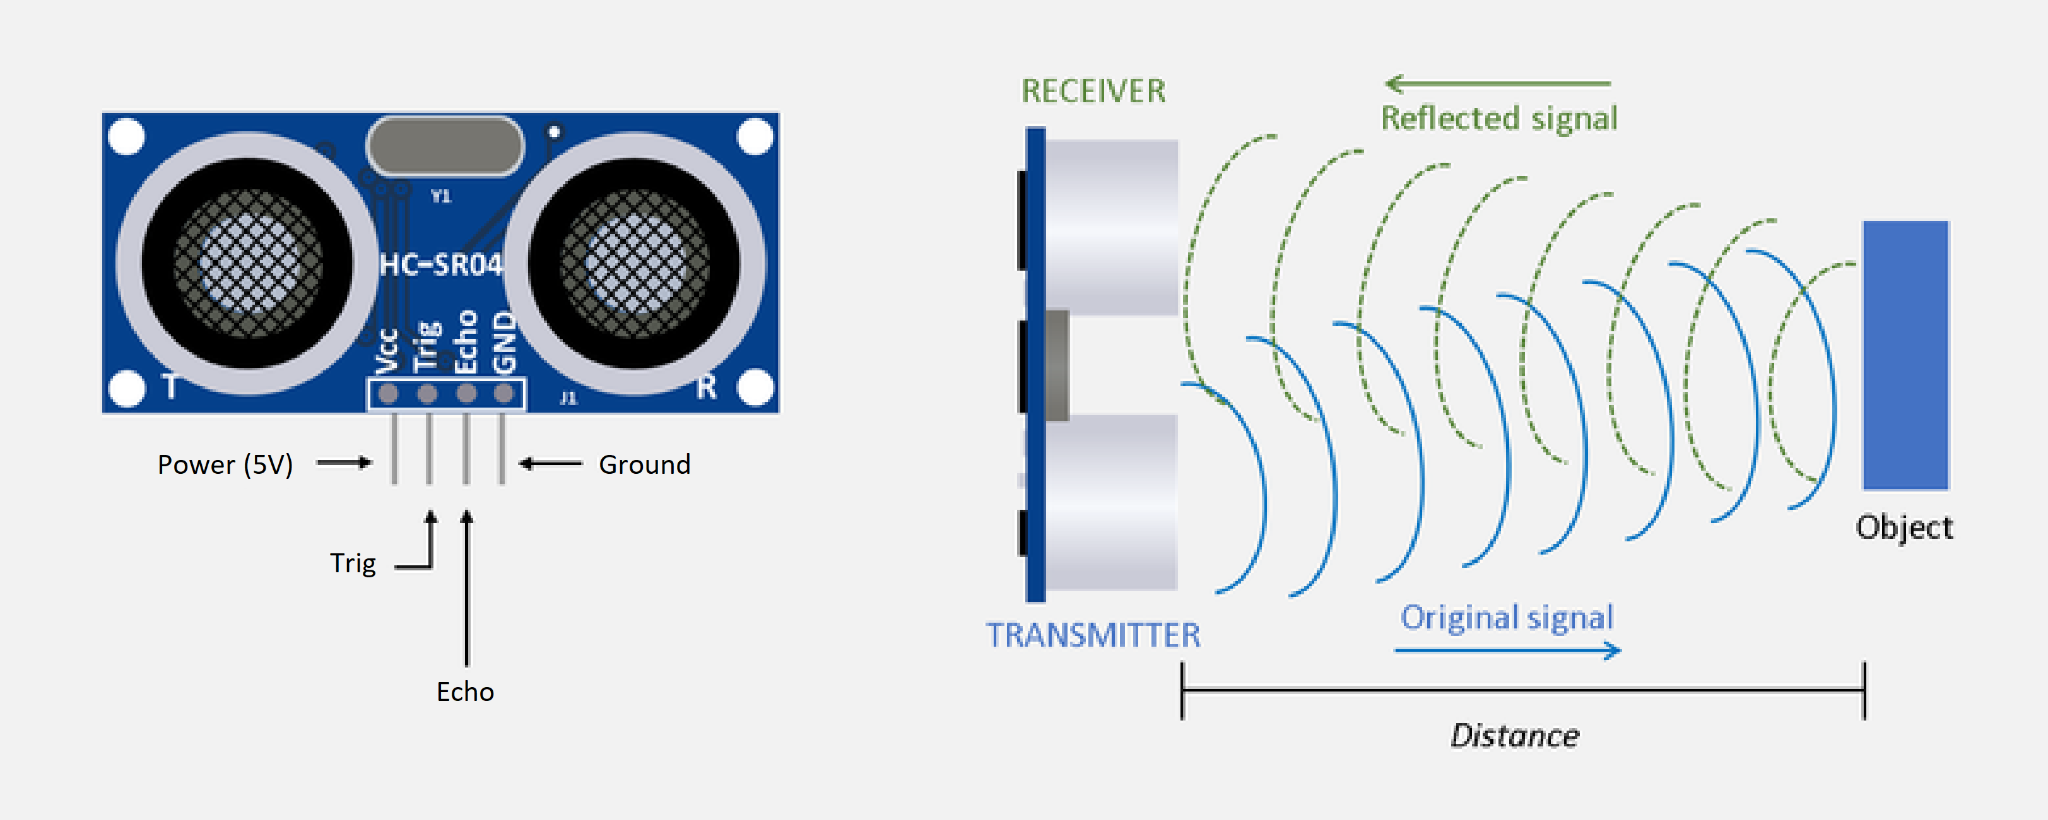 Y1
HC-SR04
Vcc
Trig
Echo
GND
T
J1
R
Power (5V)
Ground
Trig
Echo
RECEIVER
Reflected signal
Object
Original signal
TRANSMITTER
Distance